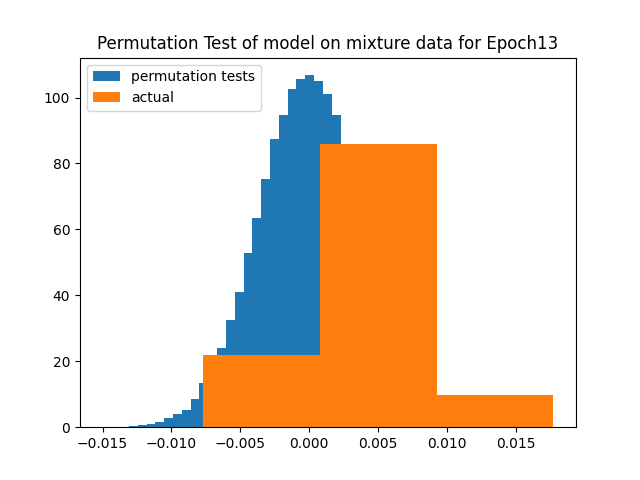 Permutation Test of model on mixture data for Epoch13
permutation tests
actual
100
80
60
40
20
0
−0.015 −0.010 −0.005 0.000 0.005 0.010 0.015